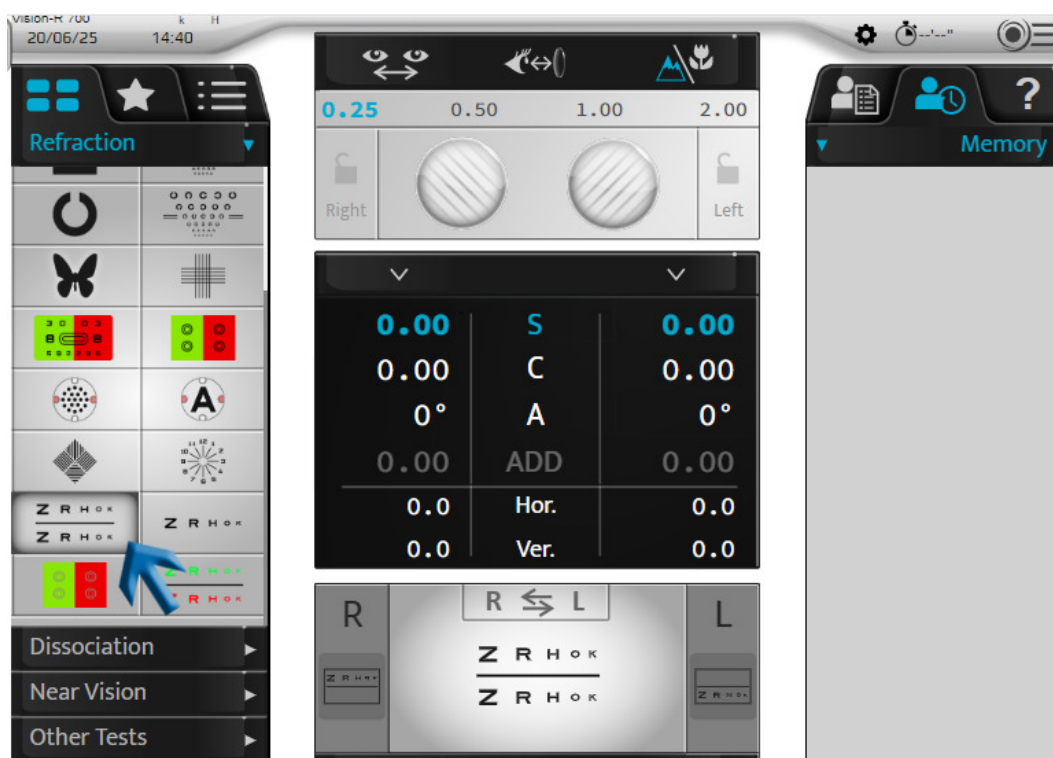 Vision-R 700
k H
20/06/25 14:40
--'--"
0.25 0.50 1.00 2.00
?
Refraction
Memory
Right
Left
0.00 S 0.00
0.00 C 0.00
0° A 0°
0.00 ADD 0.00
0.0 Hor. 0.0
0.0 Ver. 0.0
A
Z R H O K
Z R H O K
Z R H O K
Z R H O K
Z R H O K
Dissociation
Near Vision
Other Tests
R
R L
L
Z R H O K
Z R H O K
Z R H O K
Z R H O K